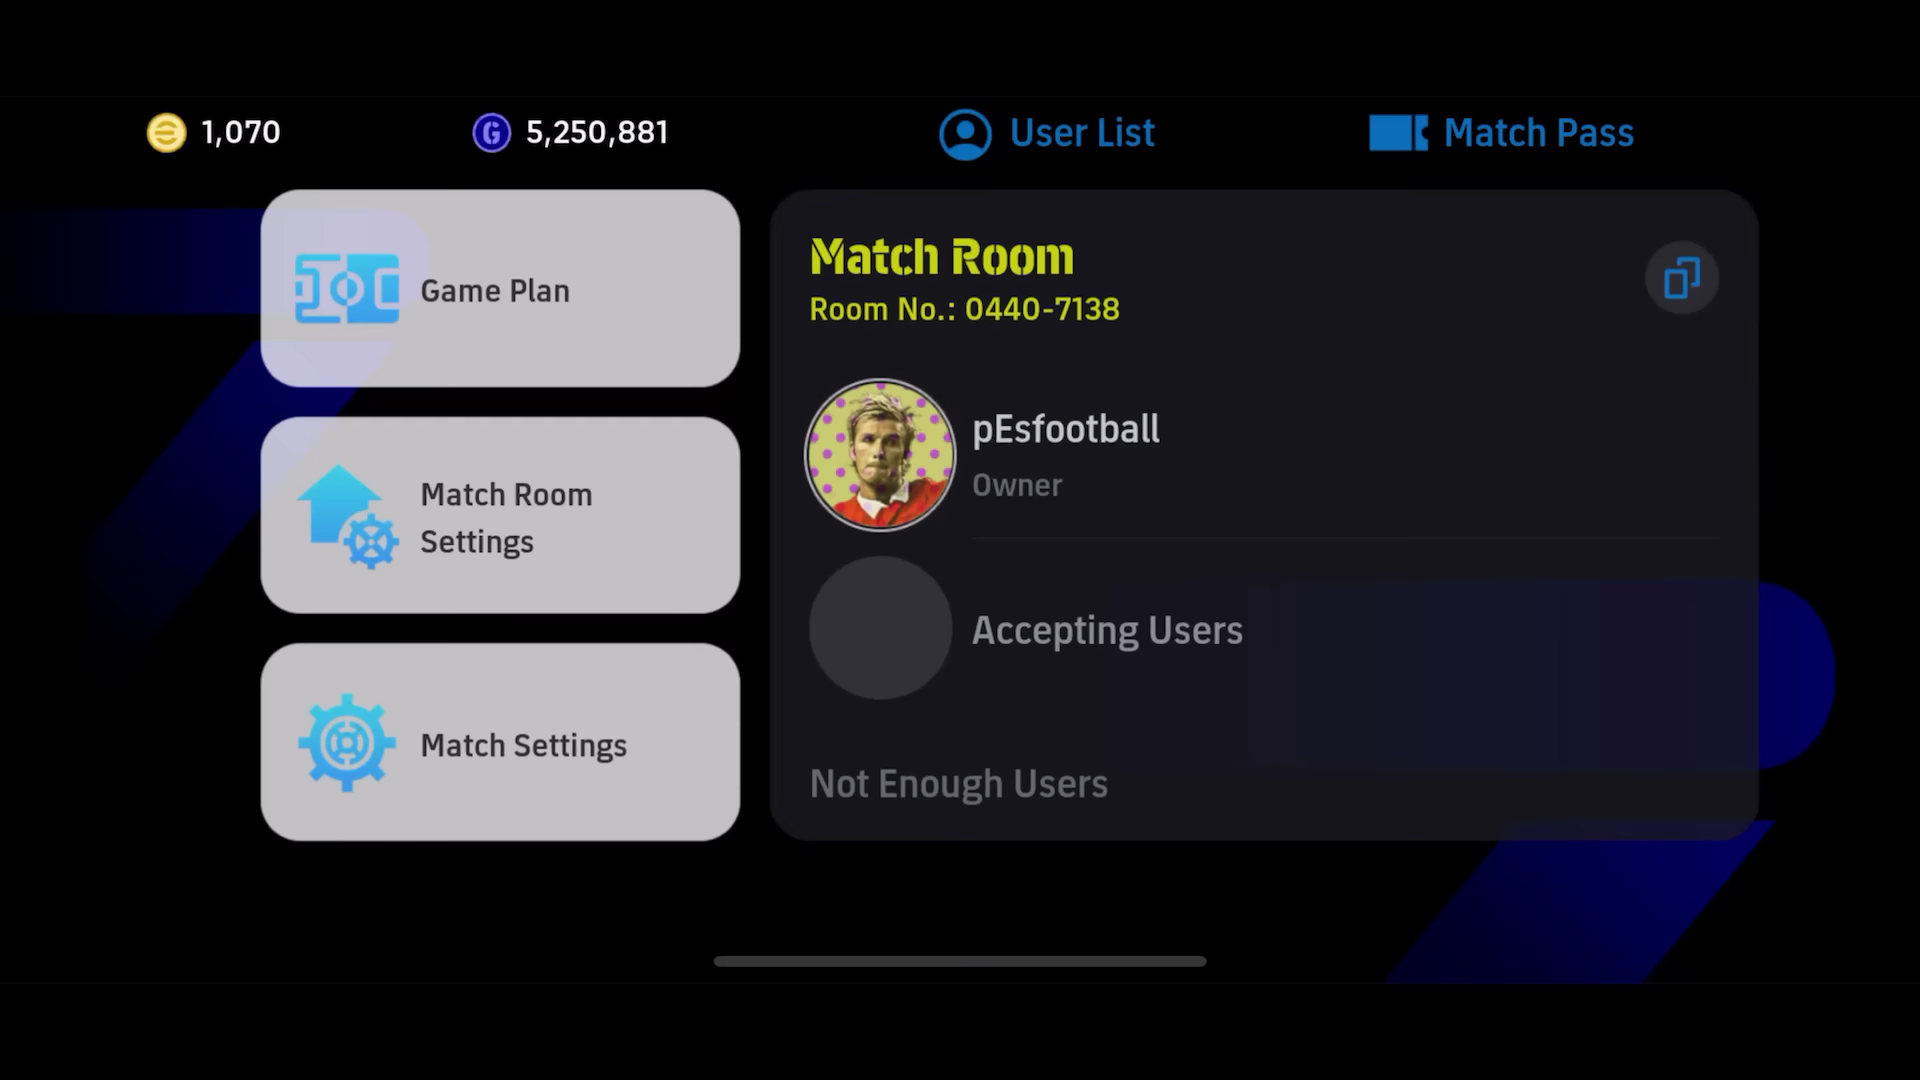 1,070
5,250,881
User List
Match Pass
Game Plan
Match Room
Settings
Match Settings
Match Room
Room No.: 0440-7138
pEsfootball
Owner
Accepting Users
Not Enough Users